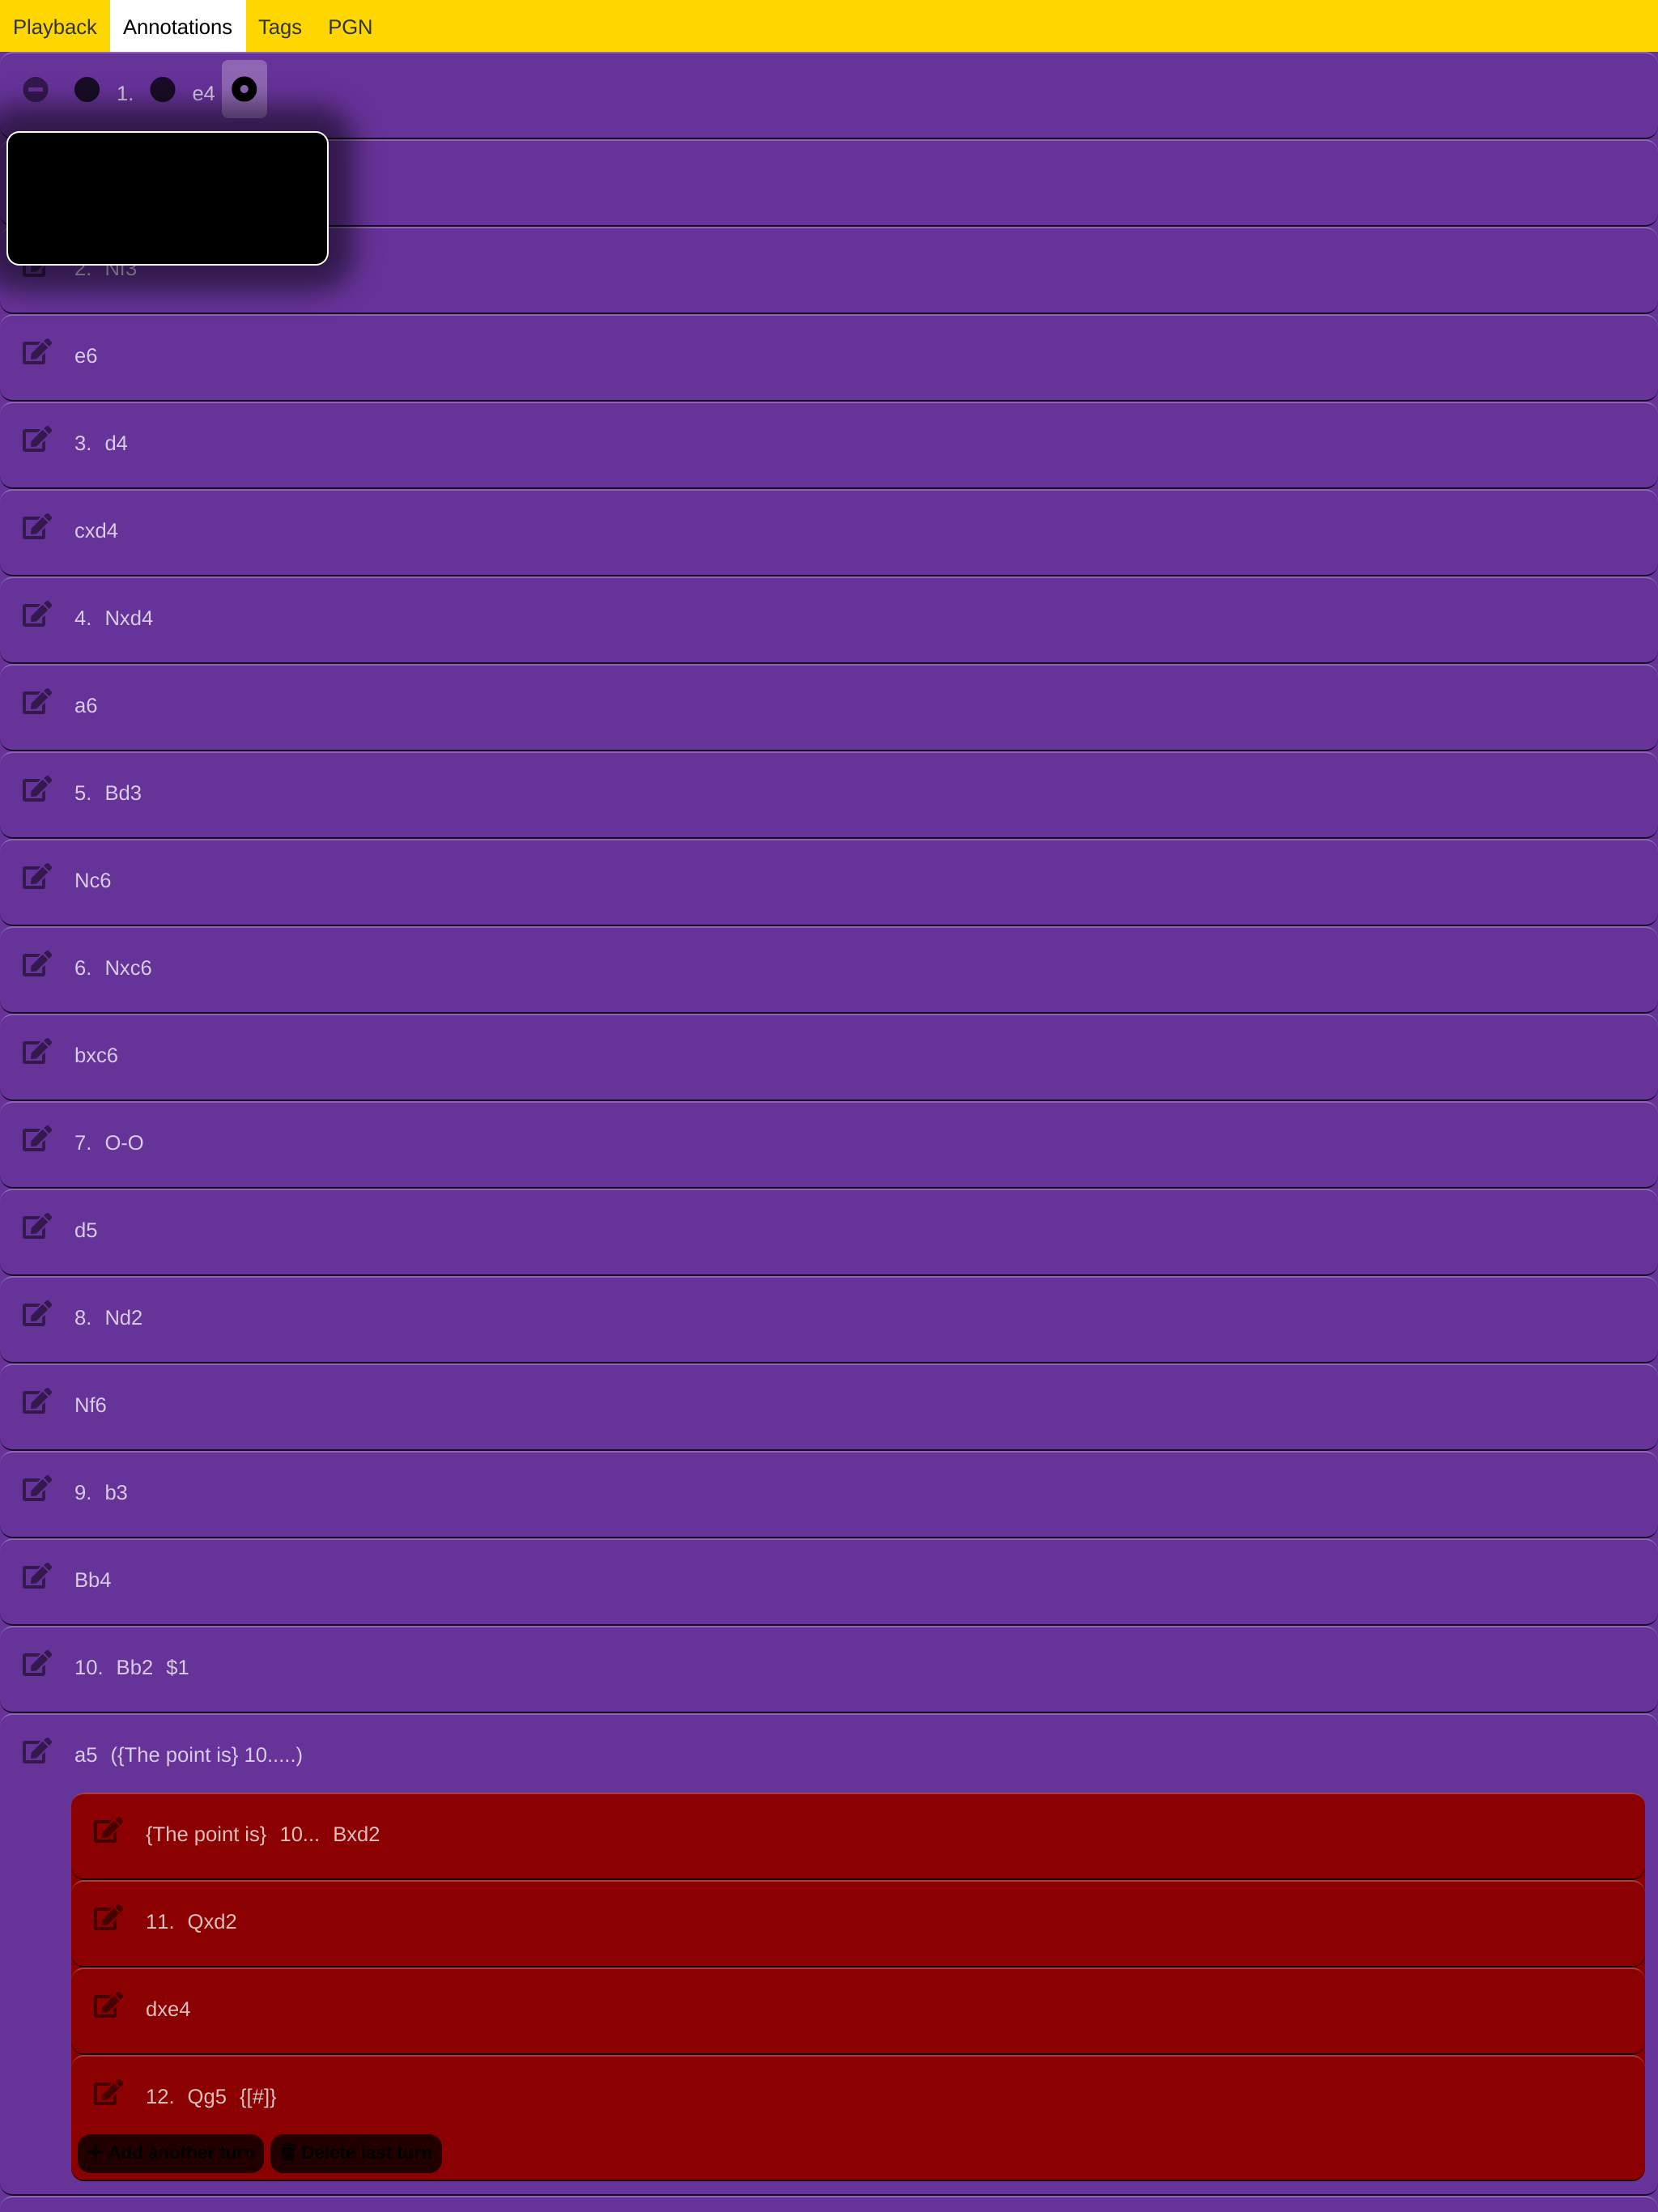 Playback Annotations Tags PGN
1. e4
2. Nf3
e6
3. d4
cxd4
4. Nxd4
a6
5. Bd3
Nc6
6. Nxc6
bxc6
7. O-O
d5
8. Nd2
Nf6
9. b3
Bb4
10. Bb2 $1
a5 ({The point is} 10.....)
{The point is} 10... Bxd2
11. Qxd2
dxe4
12. Qg5 {[#]}
Add another turn Delete last turn